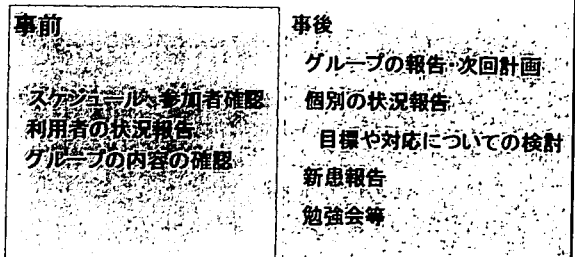 事前
スケジュール、参加者確認
利用者の状況報告
グループの内容の確認
事後
グループの報告・次回計画
個別の状況報告
目標や対応についての検討
新患報告
勉強会等